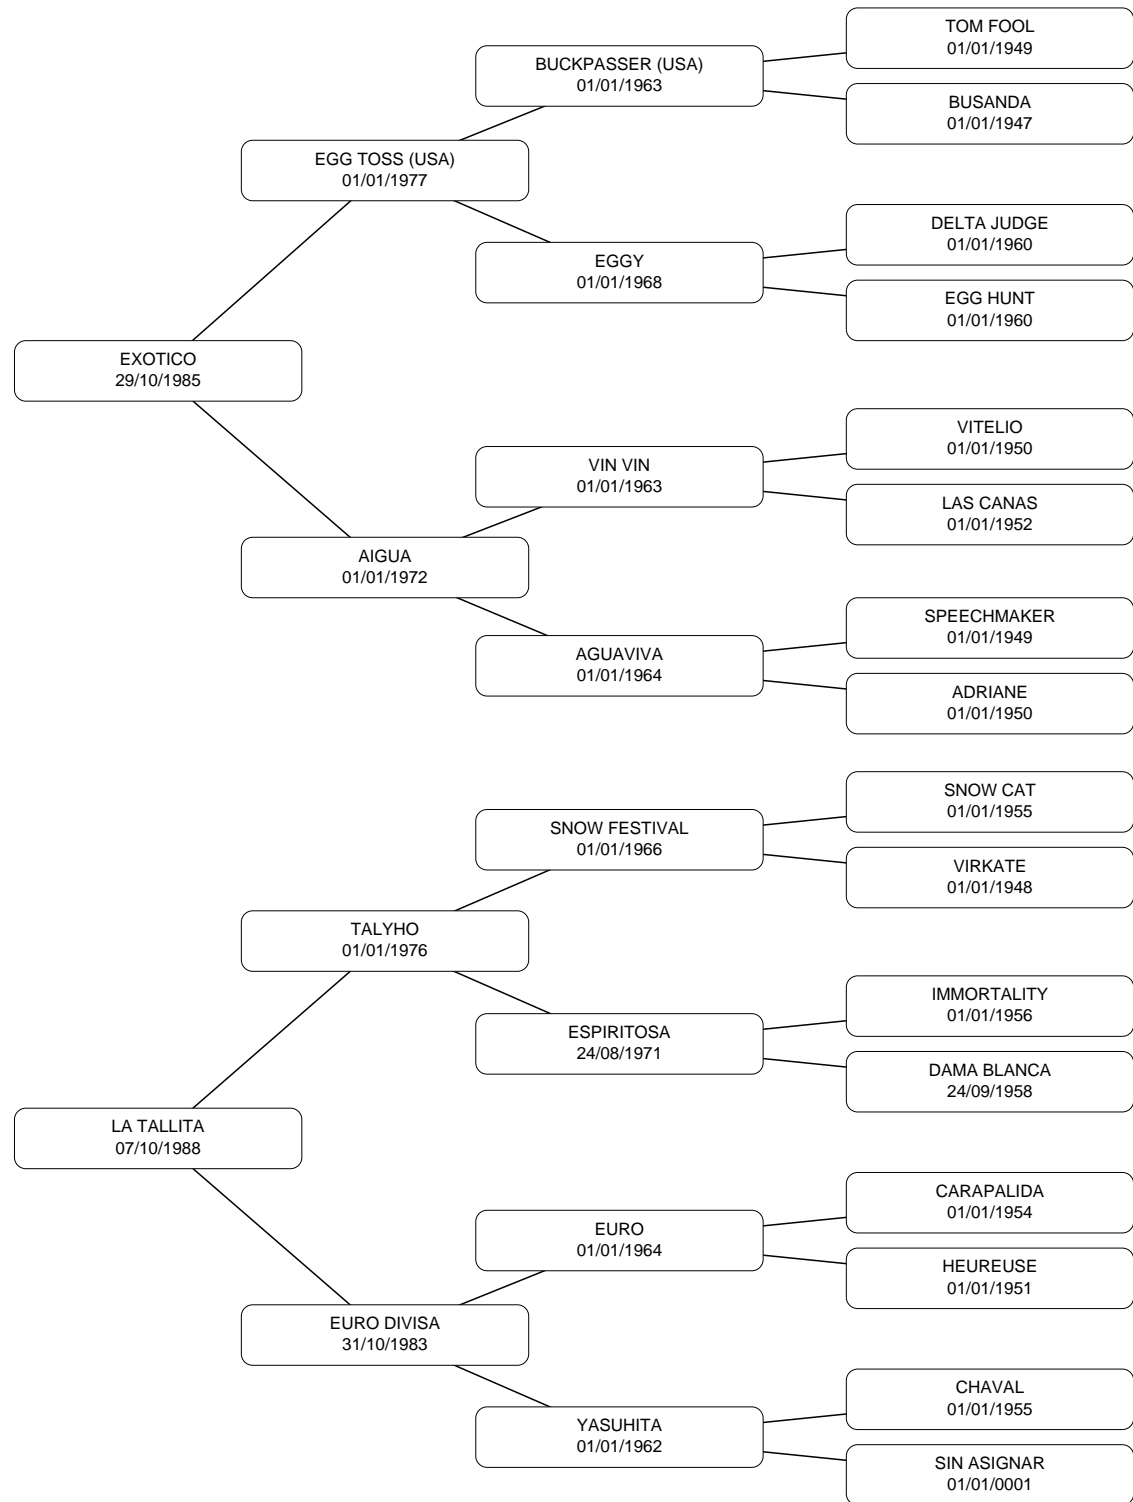 TOM FOOL
01/01/1949
BUCKPASSER (USA)
01/01/1963
BUSANDA
01/01/1947
EGG TOSS (USA)
01/01/1977
DELTA JUDGE
01/01/1960
EGGY
01/01/1968
EGG HUNT
01/01/1960
EXOTICO
29/10/1985
VITELIO
01/01/1950
VIN VIN
01/01/1963
LAS CANAS
01/01/1952
AIGUA
01/01/1972
SPEECHMAKER
01/01/1949
AGUAVIVA
01/01/1964
ADRIANE
01/01/1950
SNOW CAT
01/01/1955
SNOW FESTIVAL
01/01/1966
VIRKATE
01/01/1948
TALYHO
01/01/1976
IMMORTALITY
01/01/1956
ESPIRITOSA
24/08/1971
DAMA BLANCA
24/09/1958
LA TALLITA
07/10/1988
CARAPALIDA
01/01/1954
EURO
01/01/1964
HEUREUSE
01/01/1951
EURO DIVISA
31/10/1983
CHAVAL
01/01/1955
YASUHITA
01/01/1962
SIN ASIGNAR
01/01/0001